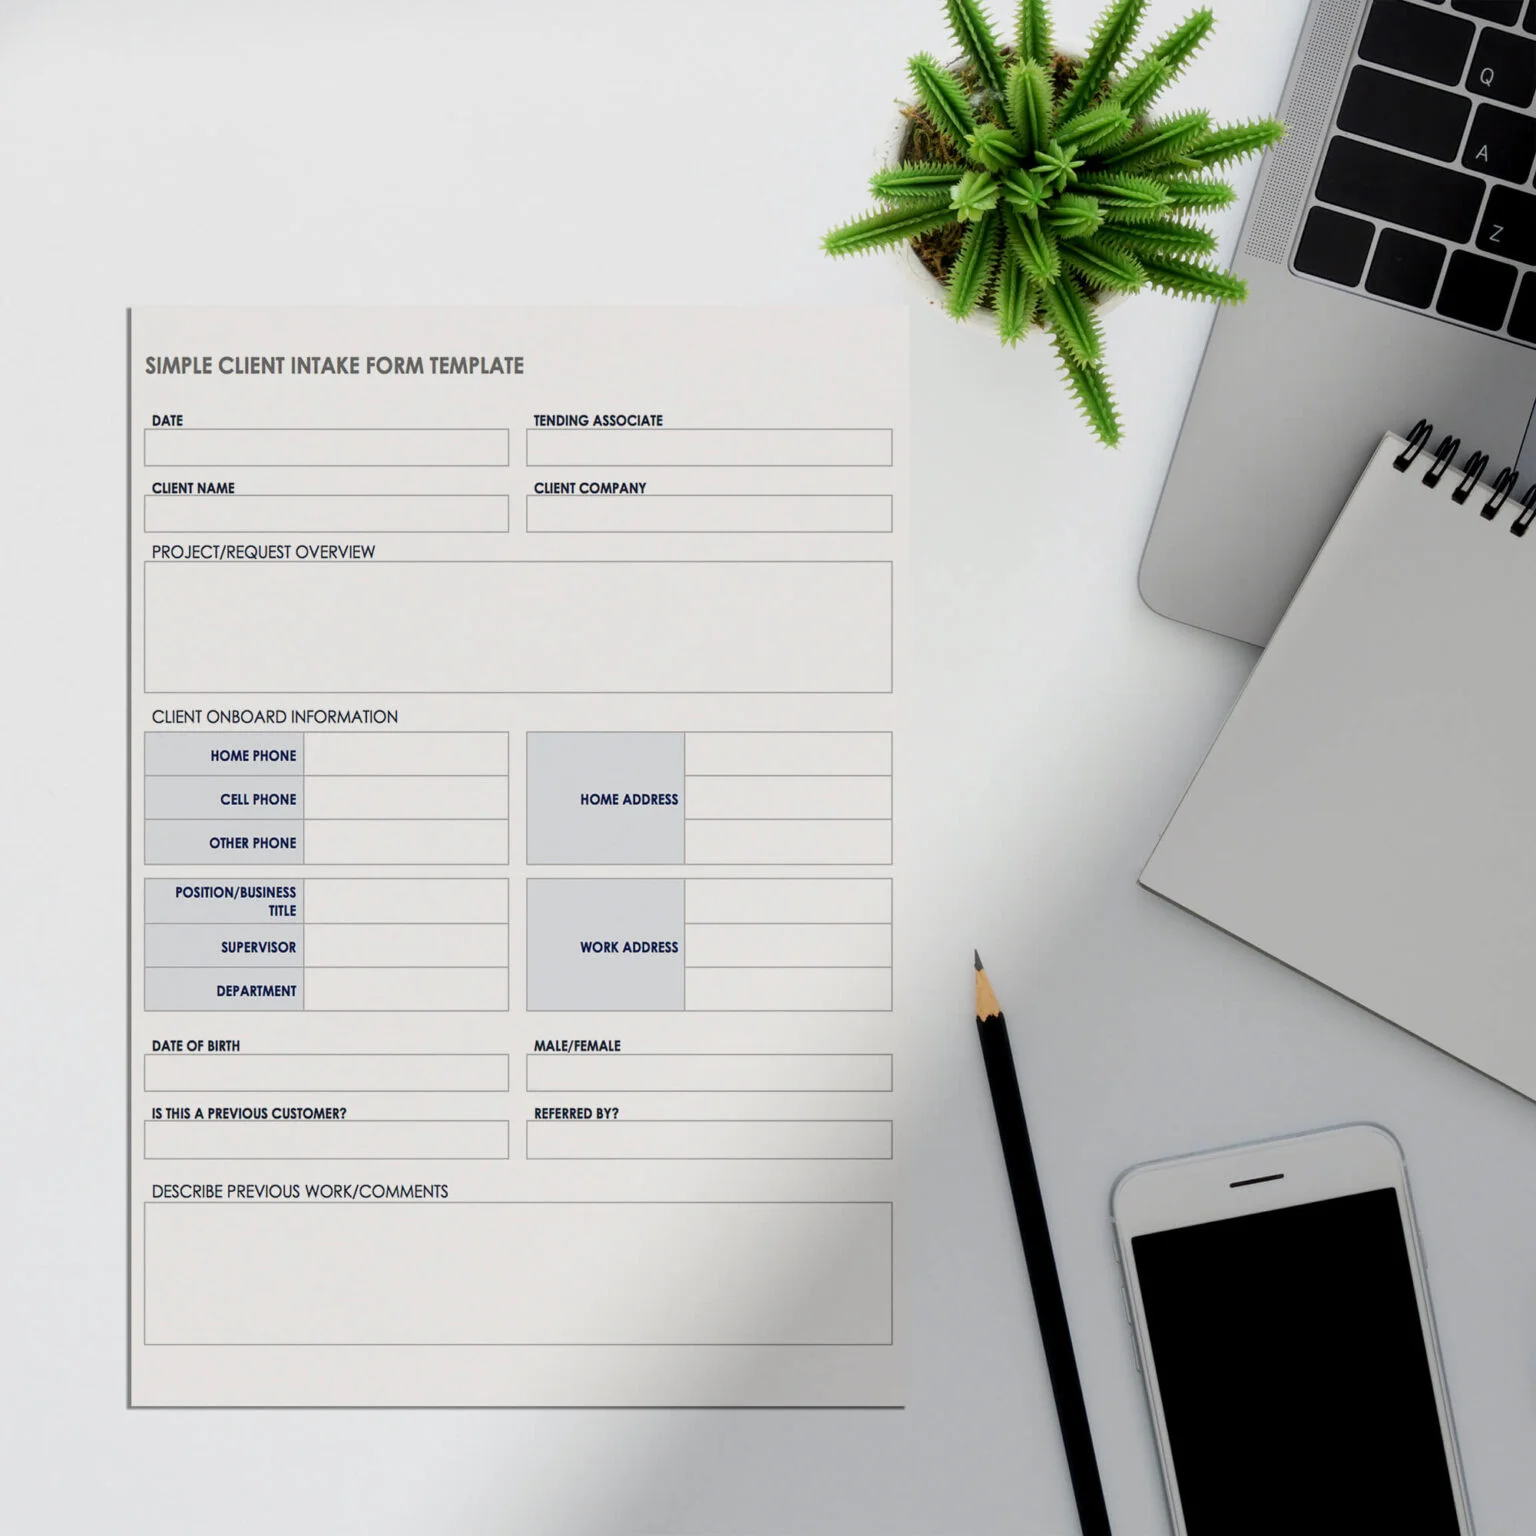 SIMPLE CLIENT INTAKE FORM TEMPLATE
DATE
TENDING ASSOCIATE
CLIENT NAME
CLIENT COMPANY
PROJECT/REQUEST OVERVIEW
CLIENT ONBOARD INFORMATION
HOME PHONE
CELL PHONE
OTHER PHONE
HOME ADDRESS
POSITION/BUSINESS
TITLE
SUPERVISOR
DEPARTMENT
WORK ADDRESS
DATE OF BIRTH
MALE/FEMALE
IS THIS A PREVIOUS CUSTOMER?
REFERRED BY?
DESCRIBE PREVIOUS WORK/COMMENTS
Q
A
Z